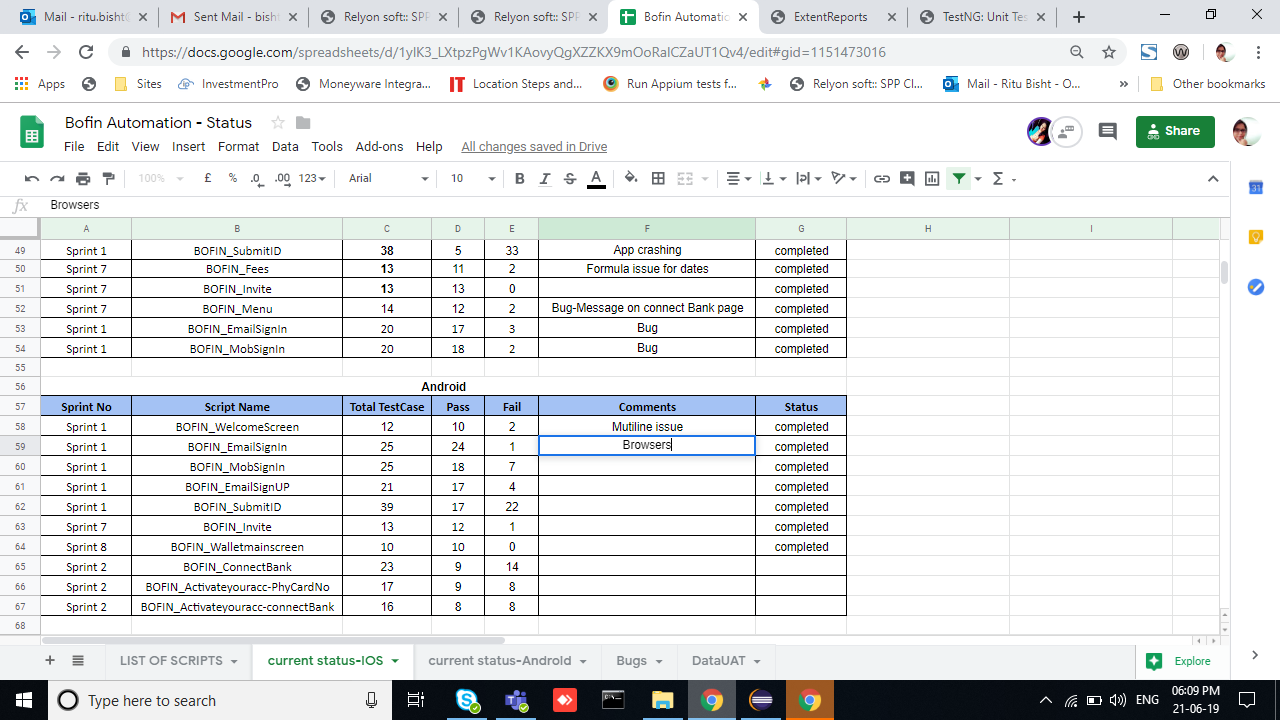 Mail - ritu.bisht@
Sent Mail - bisht
Relyon soft:: SPP
Relyon soft:: SPP
Bofin Automatic
ExtentReports
TestNG: Unit Tes
https://docs.google.com/spreadsheets/d/1ylK3_LXtpzPgWv1KAovyQgXZZKX9mOoRalCZaUT1Qv4/edit#gid=1151473016
Apps
Sites
InvestmentPro
Moneyware Integra...
Location Steps and...
Run Appium tests f...
Relyon soft:: SPP Cl...
Mail - Ritu Bisht - O...
»
Other bookmarks
Bofin Automation - Status
File Edit View Insert Format Data Tools Add-ons Help All changes saved in Drive
Share
100% £ % .0 .00 123 Arial 10 B I S A Σ
fx Browsers
A B C D E F G H I
49 Sprint 1 BOFIN_SubmitID 38 5 33 App crashing completed
50 Sprint 7 BOFIN_Fees 13 11 2 Formula issue for dates completed
51 Sprint 7 BOFIN_Invite 13 13 0 completed
52 Sprint 7 BOFIN_Menu 14 12 2 Bug-Message on connect Bank page completed
53 Sprint 1 BOFIN_EmailSignIn 20 17 3 Bug completed
54 Sprint 1 BOFIN_MobSignIn 20 18 2 Bug completed
55
56 Android
57 Sprint No Script Name Total TestCase Pass Fail Comments Status
58 Sprint 1 BOFIN_WelcomeScreen 12 10 2 Mutiline issue completed
59 Sprint 1 BOFIN_EmailSignIn 25 24 1 Browsers completed
60 Sprint 1 BOFIN_MobSignIn 25 18 7 completed
61 Sprint 1 BOFIN_EmailSignUP 21 17 4 completed
62 Sprint 1 BOFIN_SubmitID 39 17 22 completed
63 Sprint 7 BOFIN_Invite 13 12 1 completed
64 Sprint 8 BOFIN_Walletmainscreen 10 10 0 completed
65 Sprint 2 BOFIN_ConnectBank 23 9 14
66 Sprint 2 BOFIN_Activateyouracc-PhyCardNo 17 9 8
67 Sprint 2 BOFIN_Activateyouracc-connectBank 16 8 8
68
LIST OF SCRIPTS current status-IOS current status-Android Bugs DataUAT Explore
Type here to search
ENG
06:09 PM
21-06-19